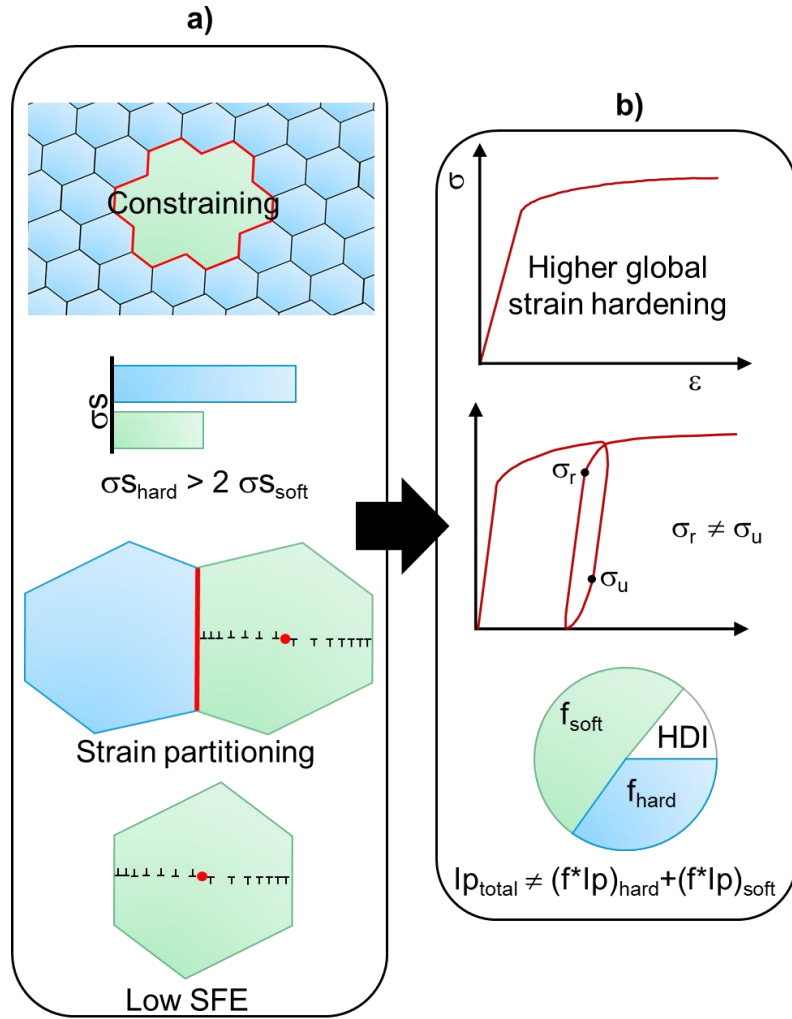 a)
Constraining
σs
σs_hard > 2 σs_soft
Strain partitioning
Low SFE
b)
σ
Higher global
strain hardening
ε
σ_r
σ_r ≠ σ_u
σ_u
f_soft
HDI
f_hard
Ip_total ≠ (f*Ip)_hard+(f*Ip)_soft